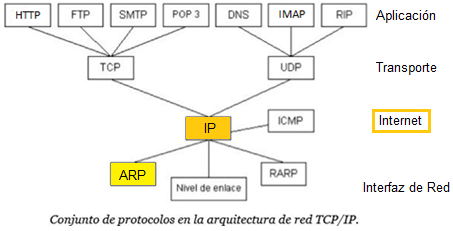 HTTP FTP SMTP POP 3 DNS IMAP RIP Aplicación
TCP UDP Transporte
IP ICMP Internet
ARP Nivel de enlace RARP Interfaz de Red
Conjunto de protocolos en la arquitectura de red TCP/IP.